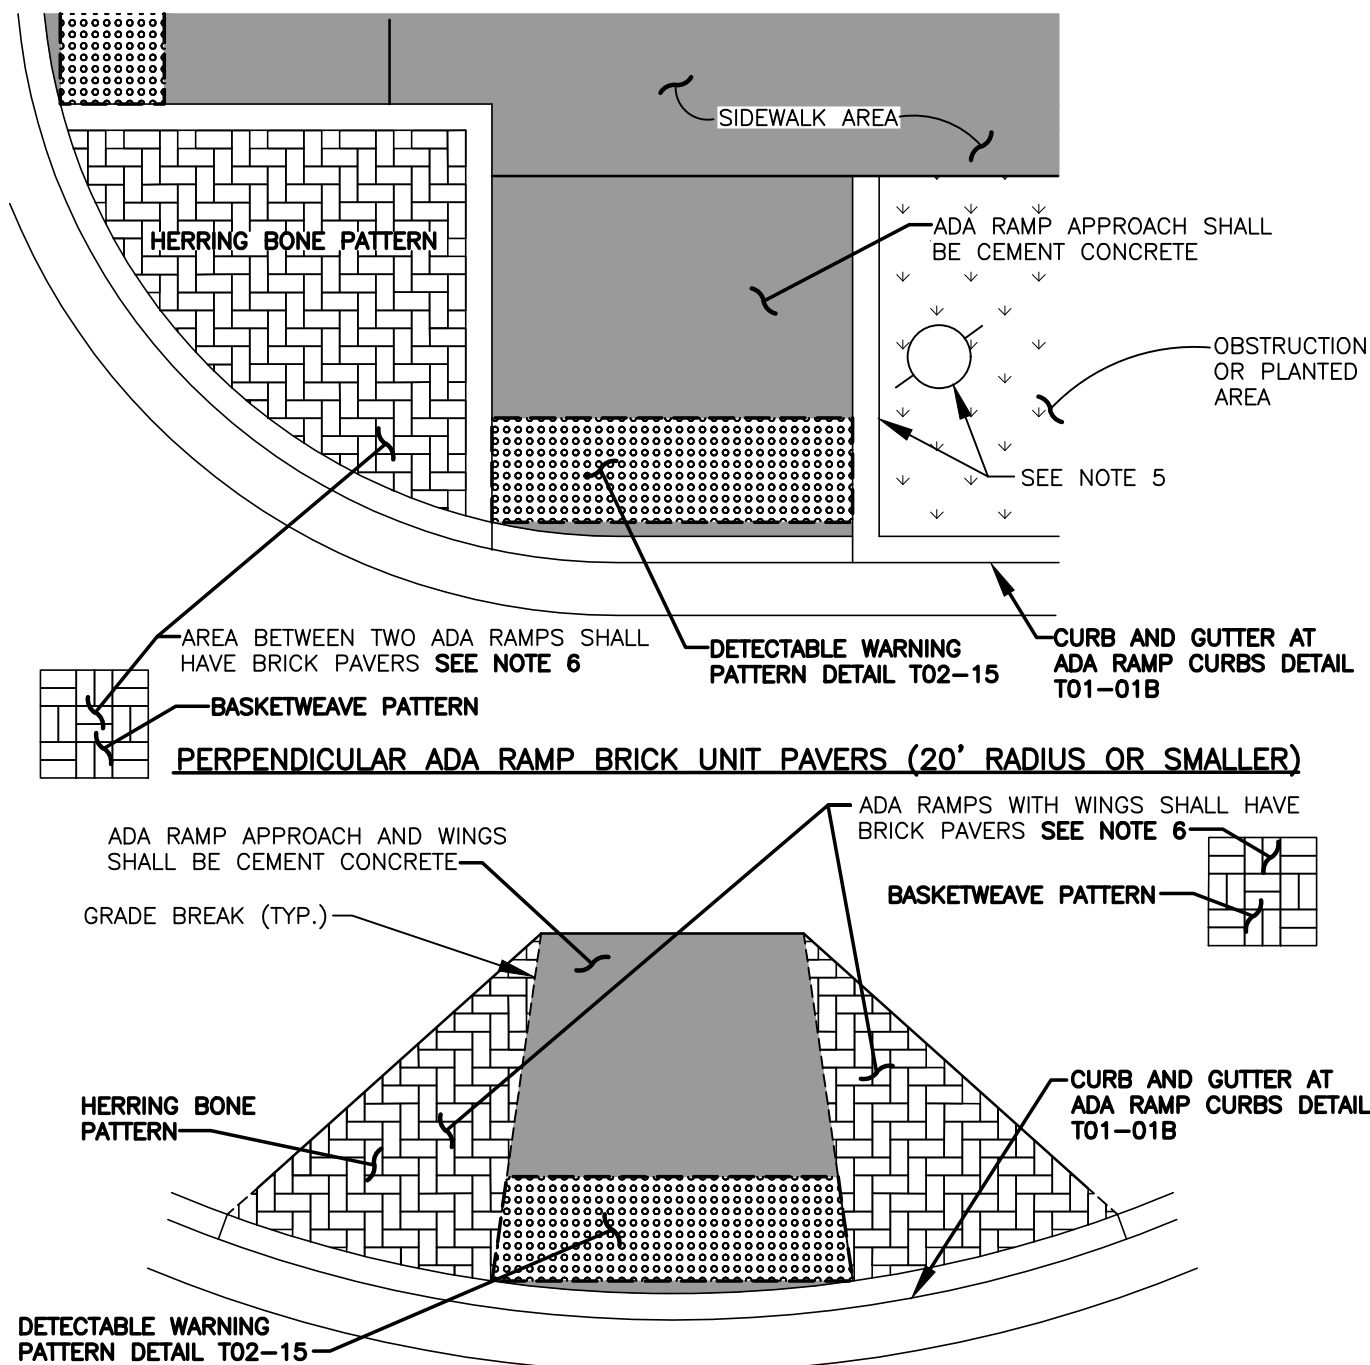 SIDEWALK AREA
HERRING BONE PATTERN
ADA RAMP APPROACH SHALL
BE CEMENT CONCRETE
OBSTRUCTION
OR PLANTED
AREA
SEE NOTE 5
AREA BETWEEN TWO ADA RAMPS SHALL
HAVE BRICK PAVERS SEE NOTE 6
DETECTABLE WARNING
PATTERN DETAIL T02-15
CURB AND GUTTER AT
ADA RAMP CURBS DETAIL
T01-01B
BASKETWEAVE PATTERN
PERPENDICULAR ADA RAMP BRICK UNIT PAVERS (20' RADIUS OR SMALLER)
ADA RAMPS WITH WINGS SHALL HAVE
BRICK PAVERS SEE NOTE 6
ADA RAMP APPROACH AND WINGS
SHALL BE CEMENT CONCRETE
BASKETWEAVE PATTERN
GRADE BREAK (TYP.)
HERRING BONE
PATTERN
CURB AND GUTTER AT
ADA RAMP CURBS DETAIL
T01-01B
DETECTABLE WARNING
PATTERN DETAIL T02-15